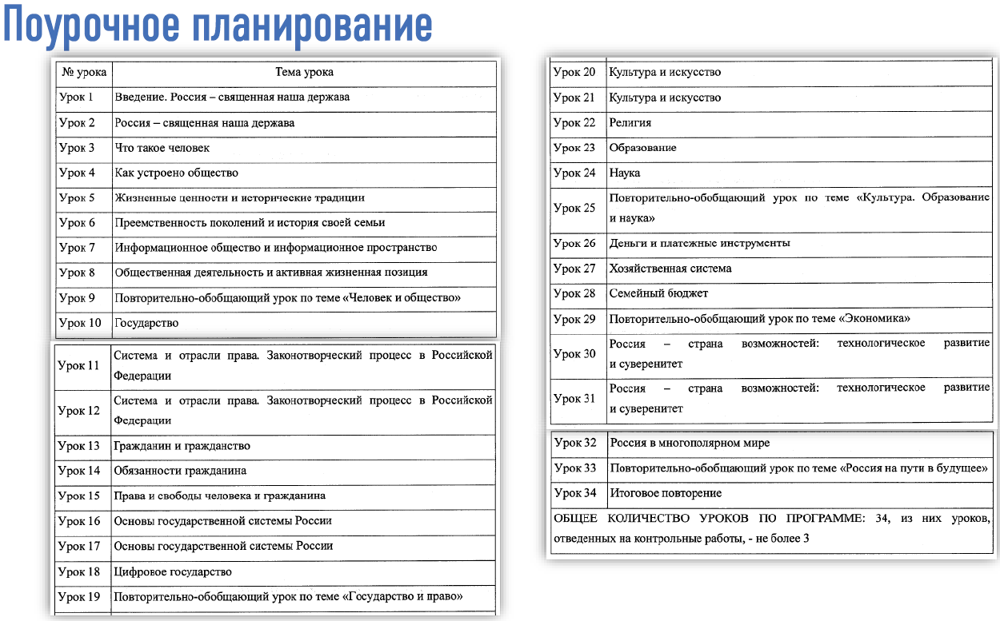 Поурочное планирование
№ урока Тема урока
Урок 1 Введение. Россия – священная наша держава
Урок 2 Россия – священная наша держава
Урок 3 Что такое человек
Урок 4 Как устроено общество
Урок 5 Жизненные ценности и исторические традиции
Урок 6 Преемственность поколений и история своей семьи
Урок 7 Информационное общество и информационное пространство
Урок 8 Общественная деятельность и активная жизненная позиция
Урок 9 Повторительно-обобщающий урок по теме «Человек и общество»
Урок 10 Государство
Урок 11 Система и отрасли права. Законотворческий процесс в Российской
Федерации
Урок 12 Система и отрасли права. Законотворческий процесс в Российской
Федерации
Урок 13 Гражданин и гражданство
Урок 14 Обязанности гражданина
Урок 15 Права и свободы человека и гражданина
Урок 16 Основы государственной системы России
Урок 17 Основы государственной системы России
Урок 18 Цифровое государство
Урок 19 Повторительно-обобщающий урок по теме «Государство и право»
Урок 20 Культура и искусство
Урок 21 Культура и искусство
Урок 22 Религия
Урок 23 Образование
Урок 24 Наука
Урок 25 Повторительно-обобщающий урок по теме «Культура. Образование
и наука»
Урок 26 Деньги и платежные инструменты
Урок 27 Хозяйственная система
Урок 28 Семейный бюджет
Урок 29 Повторительно-обобщающий урок по теме «Экономика»
Урок 30 Россия – страна возможностей: технологическое развитие
и суверенитет
Урок 31 Россия – страна возможностей: технологическое развитие
и суверенитет
Урок 32 Россия в многополярном мире
Урок 33 Повторительно-обобщающий урок по теме «Россия на пути в будущее»
Урок 34 Итоговое повторение
ОБЩЕЕ КОЛИЧЕСТВО УРОКОВ ПО ПРОГРАММЕ: 34, из них уроков,
отведенных на контрольные работы, - не более 3